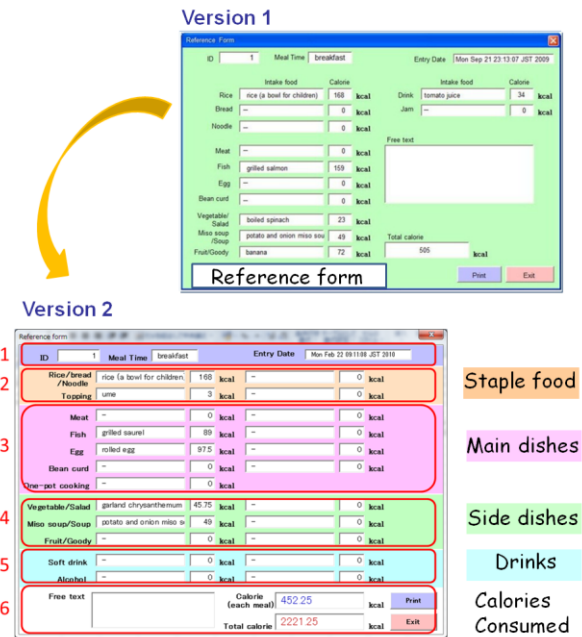 Version 1
Reference Form
ID 1 Meal Time breakfast Entry Date Mon Sep 21 23:13:07 JST 2009
Intake food Calorie Intake food Calorie
Rice rice (a bowl for children) 168 kcal Drink tomato juice 34 kcal
Bread – 0 kcal Jam – 0 kcal
Noodle – 0 kcal
Free text
Meat – 0 kcal
Fish grilled salmon 159 kcal
Egg – 0 kcal
Bean curd – 0 kcal
Vegetable/
Salad boiled spinach 23 kcal
Miso soup
/Soup potato and onion miso sou 49 kcal
Total calorie
Fruit/Goody banana 72 kcal
505 kcal
Reference form
Print Exit
Version 2
Reference form
1 ID 1 Meal Time breakfast Entry Date Mon Feb 22 09:11:08 JST 2010
2 Rice/bread
/Noodle rice (a bowl for children, 168 kcal – 0 kcal
Topping ume 3 kcal – 0 kcal
Staple food
3 Meat – 0 kcal – 0 kcal
Fish grilled saurel 89 kcal – 0 kcal
Egg rolled egg 97.5 kcal – 0 kcal
Bean curd – 0 kcal – 0 kcal
One-pot cooking – 0 kcal
Main dishes
4 Vegetable/Salad garland chrysanthemum 45.75 kcal – 0 kcal
Miso soup/Soup potato and onion miso s 49 kcal – 0 kcal
Fruit/Goody – 0 kcal – 0 kcal
Side dishes
5 Soft drink – 0 kcal – 0 kcal
Alcohol – 0 kcal – 0 kcal
Drinks
6 Free text Calorie
(each meal) 452.25 kcal Print
Total calorie 2221.25 kcal Exit
Calories
Consumed